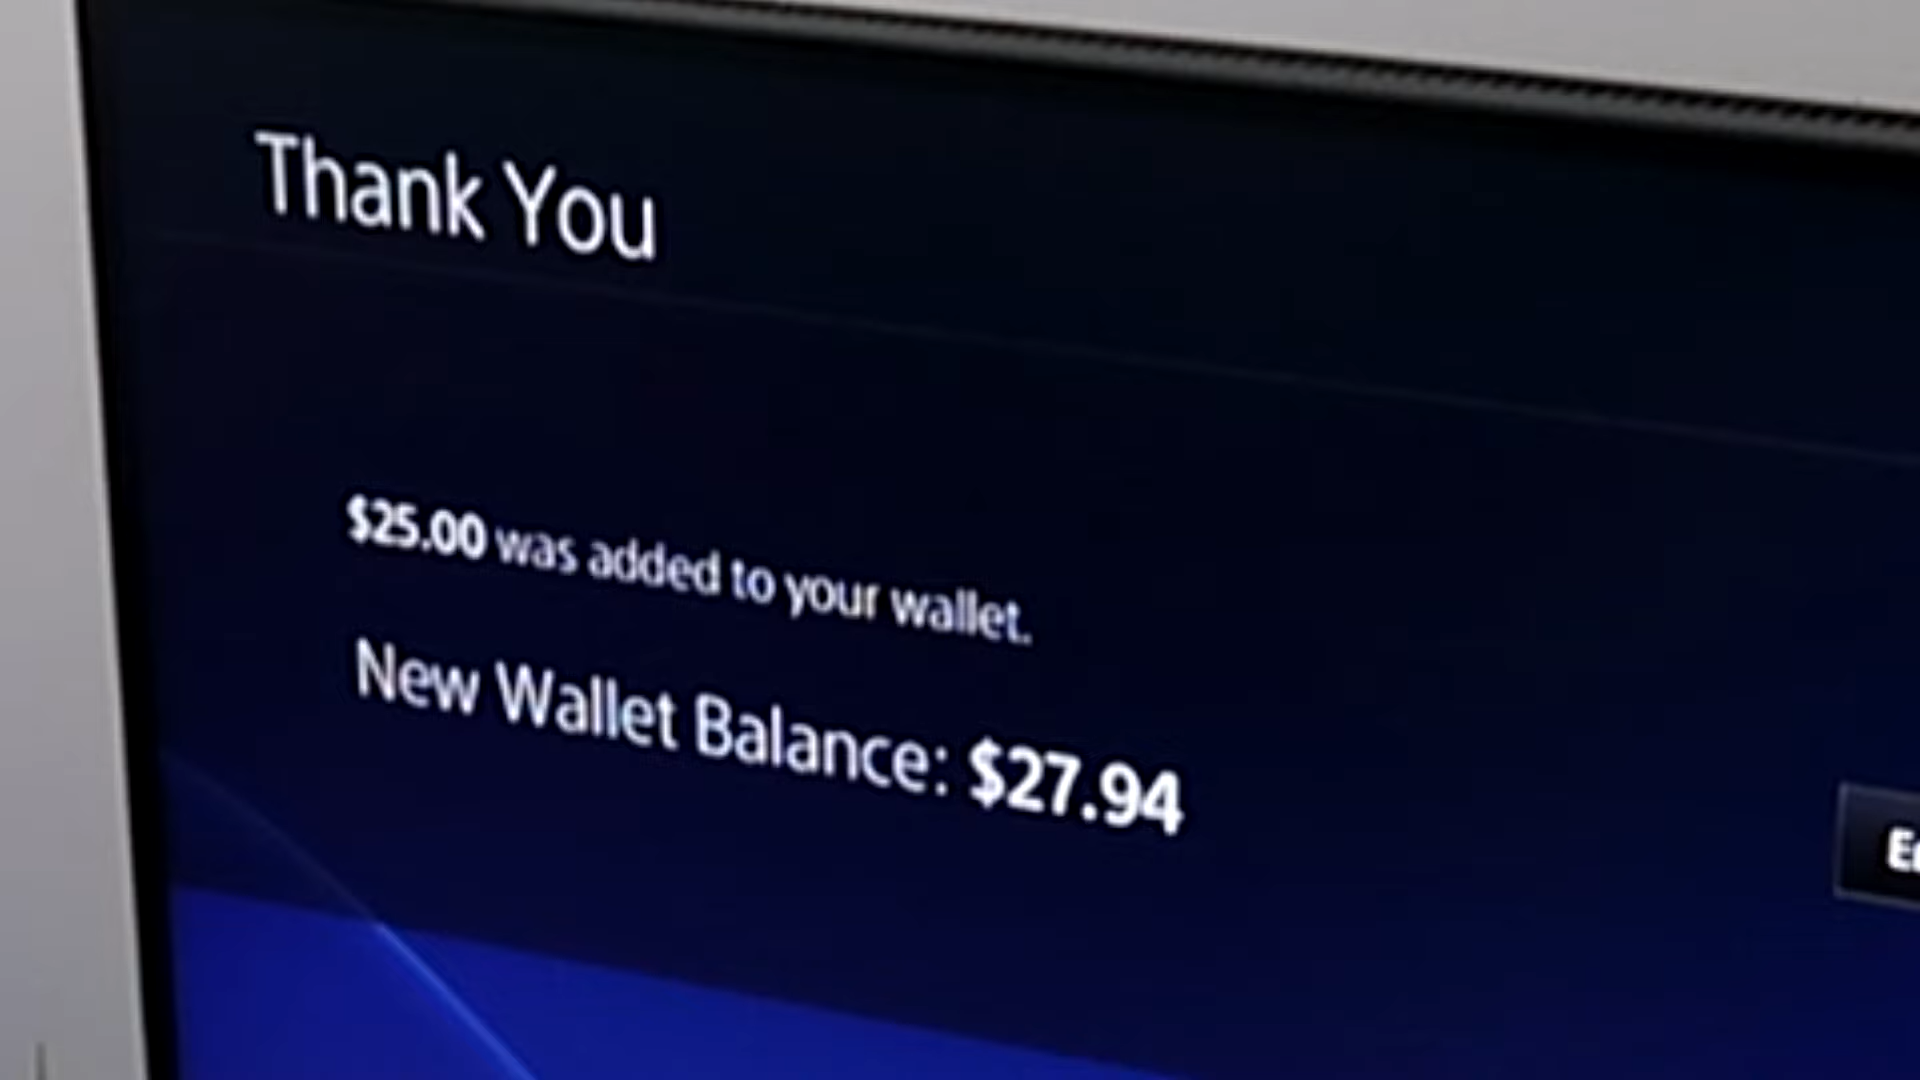 Thank You
$25.00 was added to your wallet.
New Wallet Balance: $27.94